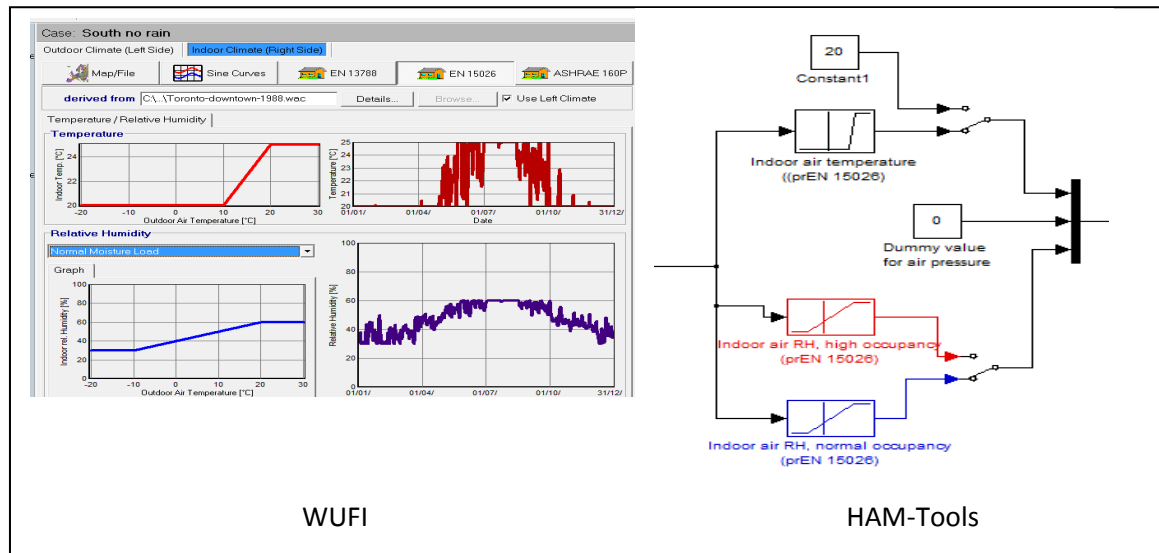 Case: South no rain
Outdoor Climate (Left Side) Indoor Climate (Right Side)
Map/File Sine Curves EN 13788 EN 15026 ASHRAE 160P
derived from C:\...\Toronto-downtown-1988.wac Details... Browse... Use Left Climate
Temperature / Relative Humidity
Temperature
Indoor Temp. [°C]
24
22
20
-20 -10 0 10 20 30
Outdoor Air Temperature [°C]
Temperature [°C]
25
24
23
22
21
20
01/01/ 01/04/ 01/07/ 01/10/ 31/12/
Date
Relative Humidity
Normal Moisture Load
Graph
Indoor rel. Humidity [%]
100
80
60
40
20
0
-20 -10 0 10 20 30
Outdoor Air Temperature [°C]
Relative Humidity [%]
100
80
60
40
20
0
01/01/ 01/04/ 01/07/ 01/10/ 31/12/
WUFI
20
Constant1
Indoor air temperature
((prEN 15026)
0
Dummy value
for air pressure
Indoor air RH, high occupancy
(prEN 15026)
Indoor air RH, normal occupancy
(prEN 15026)
HAM-Tools